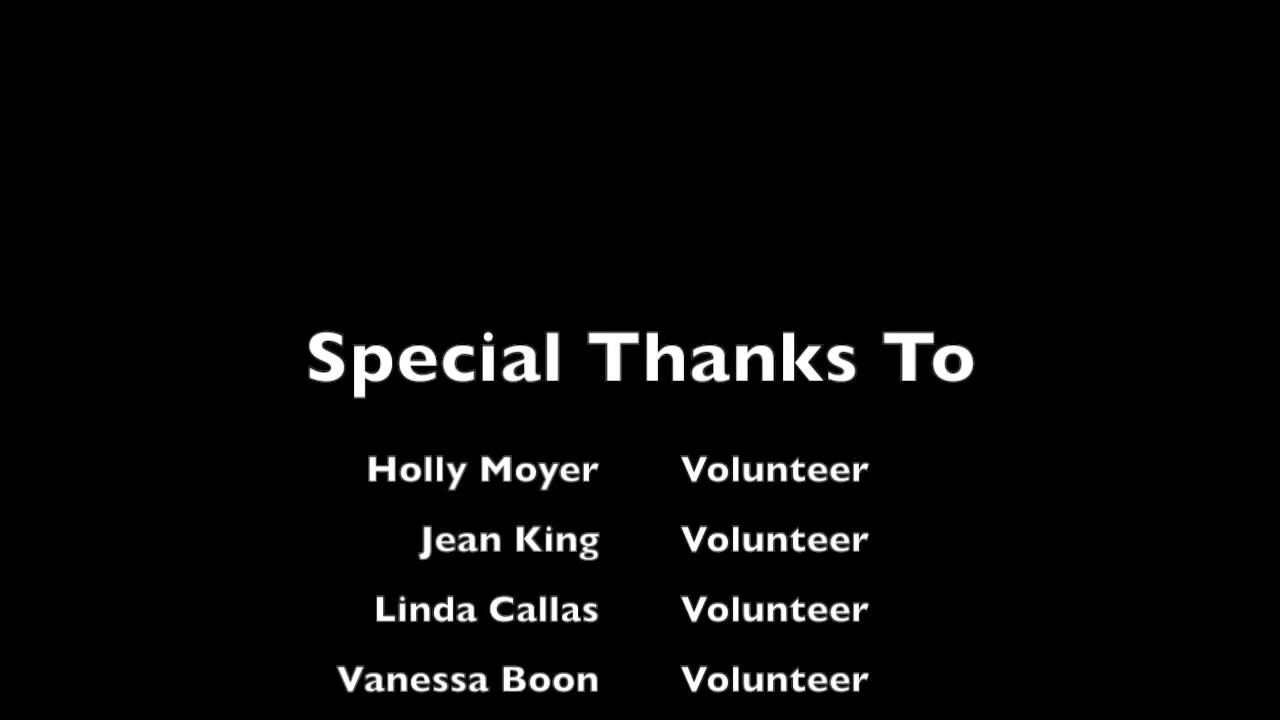 Special Thanks To
Holly Moyer Volunteer
Jean King Volunteer
Linda Callas Volunteer
Vanessa Boon Volunteer